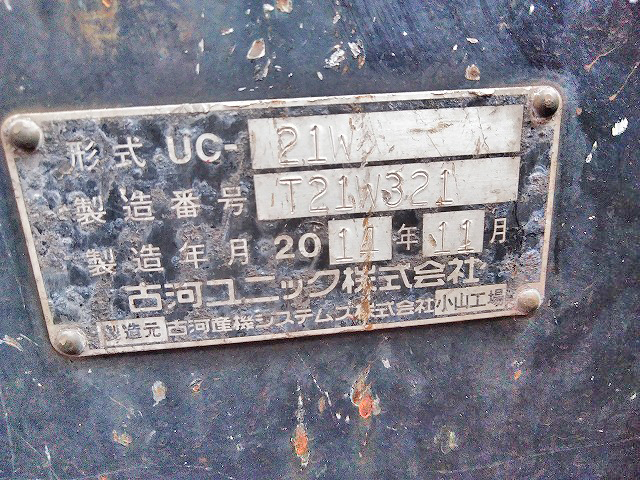 形式 UC-21W
製造番号 T21W321
製造年月 2014年11月
古河ユニック株式会社
製造元 古河産機システムズ株式会社 小山工場